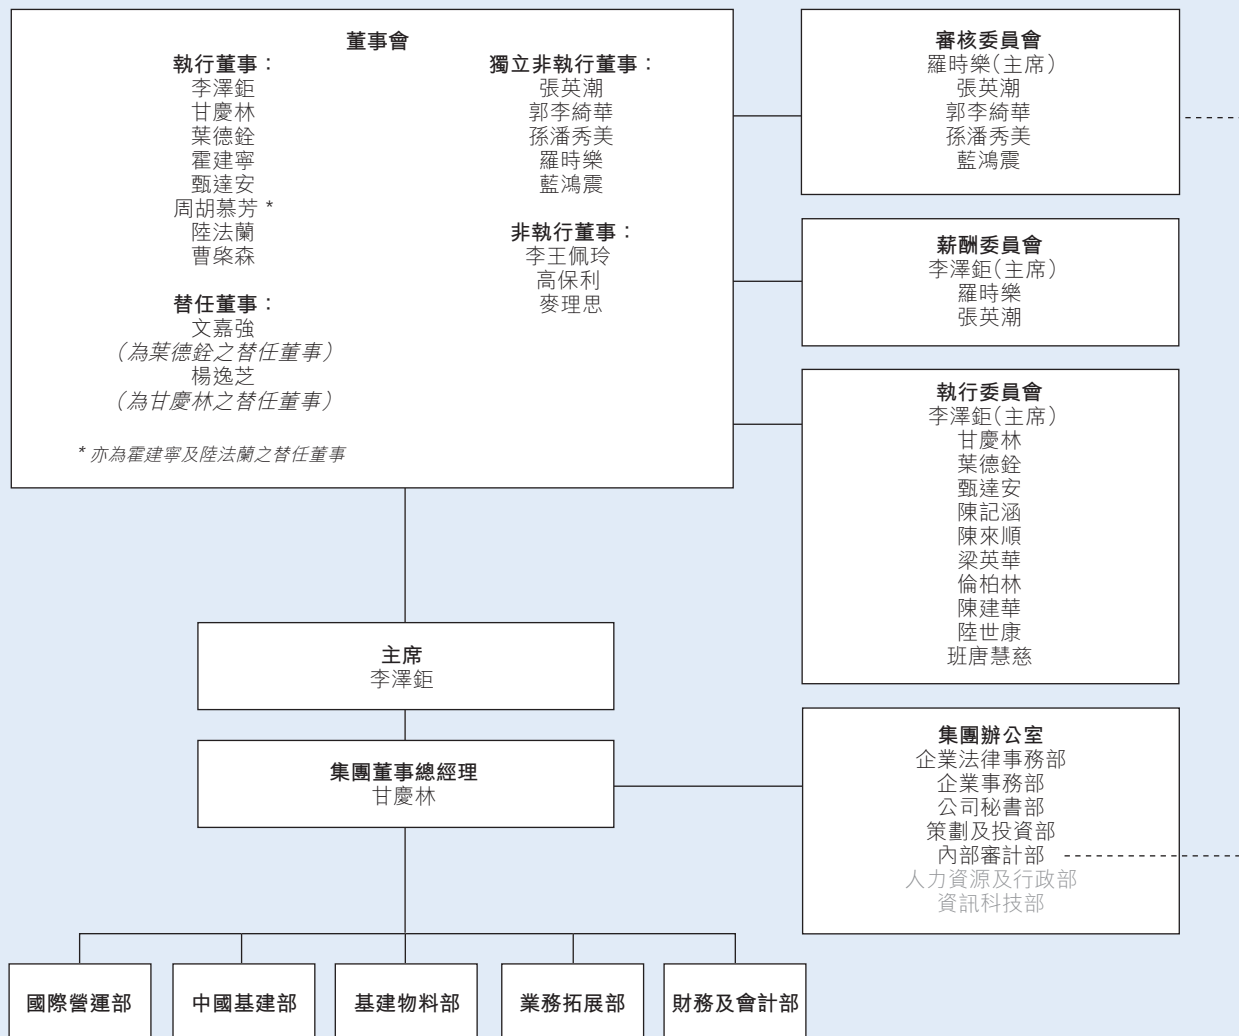 董事會
執行董事：
李澤鉅
甘慶林
葉德銓
霍建寧
甄達安
周胡慕芳 *
陸法蘭
曹棨森
替任董事：
文嘉強
（為葉德銓之替任董事）
楊逸芝
（為甘慶林之替任董事）
* 亦為霍建寧及陸法蘭之替任董事
獨立非執行董事：
張英潮
郭李綺華
孫潘秀美
羅時樂
藍鴻震
非執行董事：
李王佩玲
高保利
麥理思
審核委員會
羅時樂（主席）
張英潮
郭李綺華
孫潘秀美
藍鴻震
薪酬委員會
李澤鉅（主席）
羅時樂
張英潮
執行委員會
李澤鉅（主席）
甘慶林
葉德銓
甄達安
陳記涵
陳來順
梁英華
倫柏林
陳建華
陸世康
班唐慧慈
主席
李澤鉅
集團董事總經理
甘慶林
集團辦公室
企業法律事務部
企業事務部
公司秘書部
策劃及投資部
內部審計部
人力資源及行政部
資訊科技部
國際營運部
中國基建部
基建物料部
業務拓展部
財務及會計部